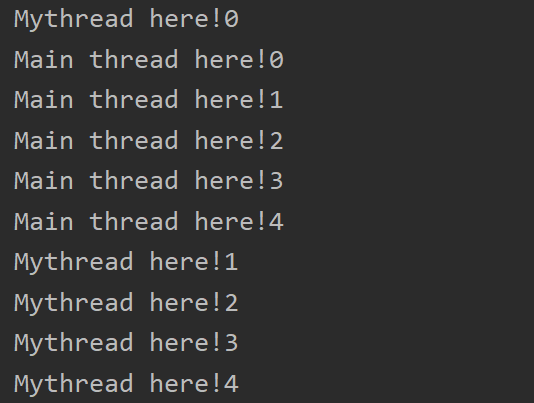 Mythread here!0
Main thread here!0
Main thread here!1
Main thread here!2
Main thread here!3
Main thread here!4
Mythread here!1
Mythread here!2
Mythread here!3
Mythread here!4